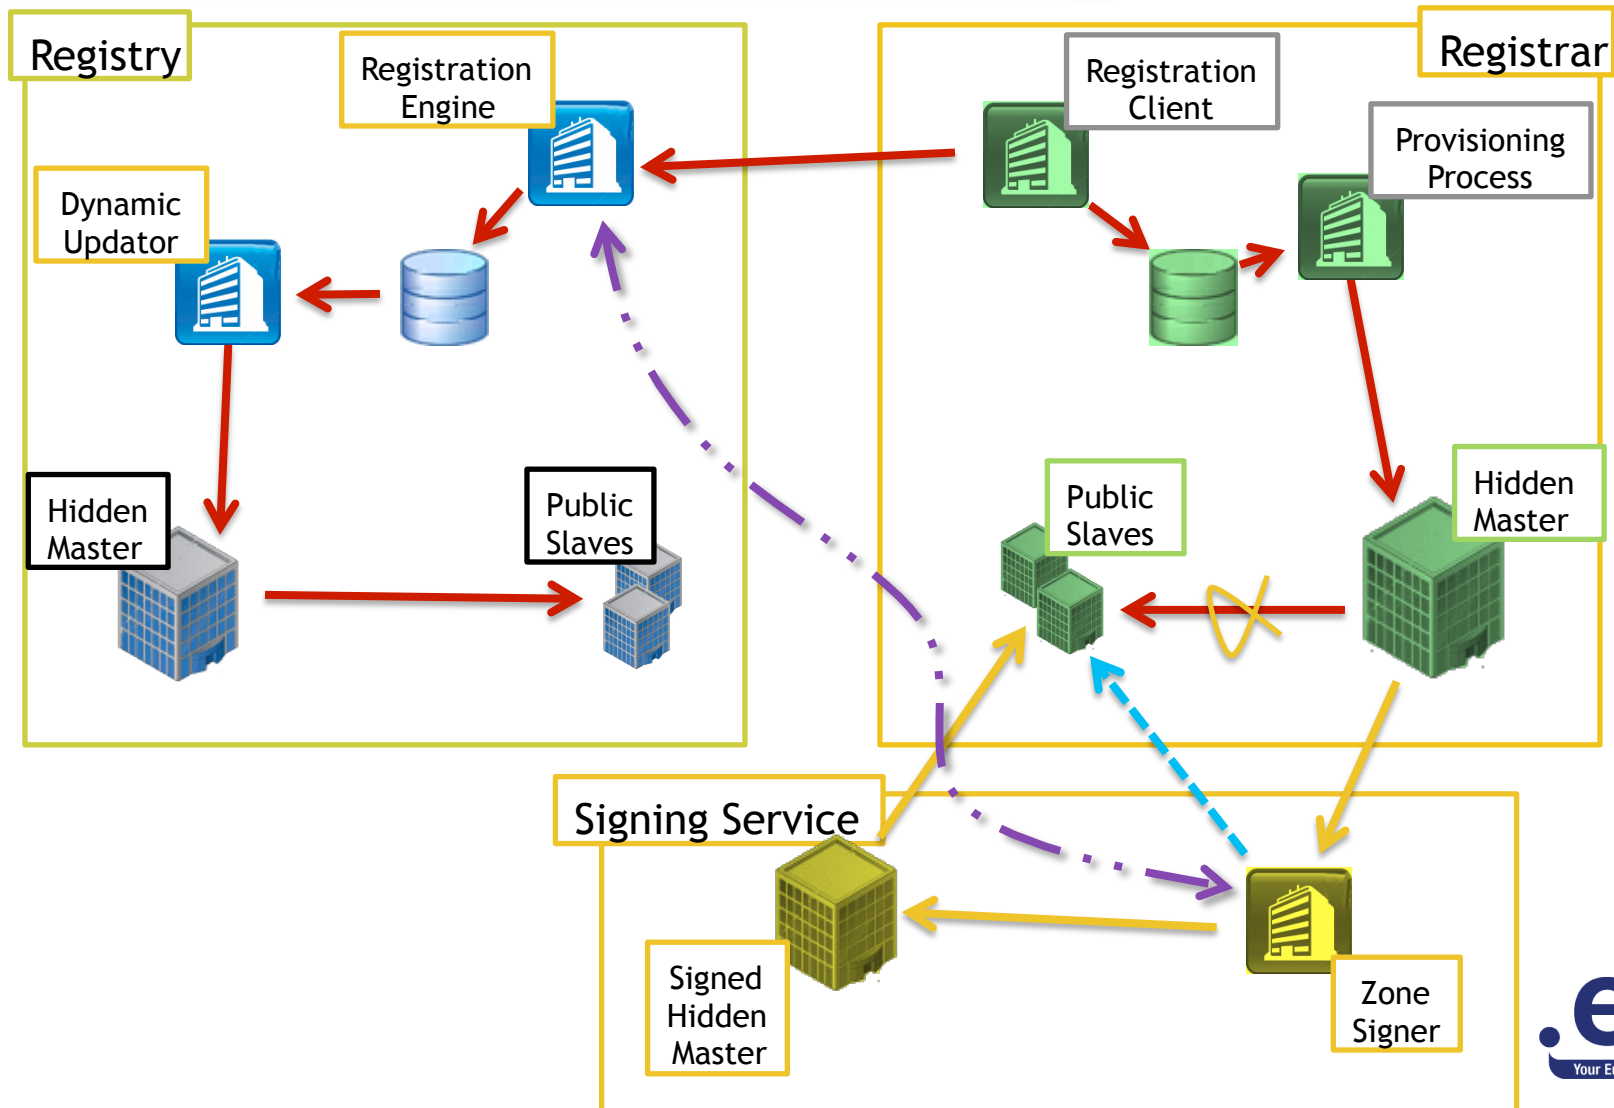 Registry
Registration
Engine
Dynamic
Updator
Hidden
Master
Public
Slaves
Registrar
Registration
Client
Provisioning
Process
Public
Slaves
Hidden
Master
Signing Service
Signed
Hidden
Master
Zone
Signer
.e
Your E